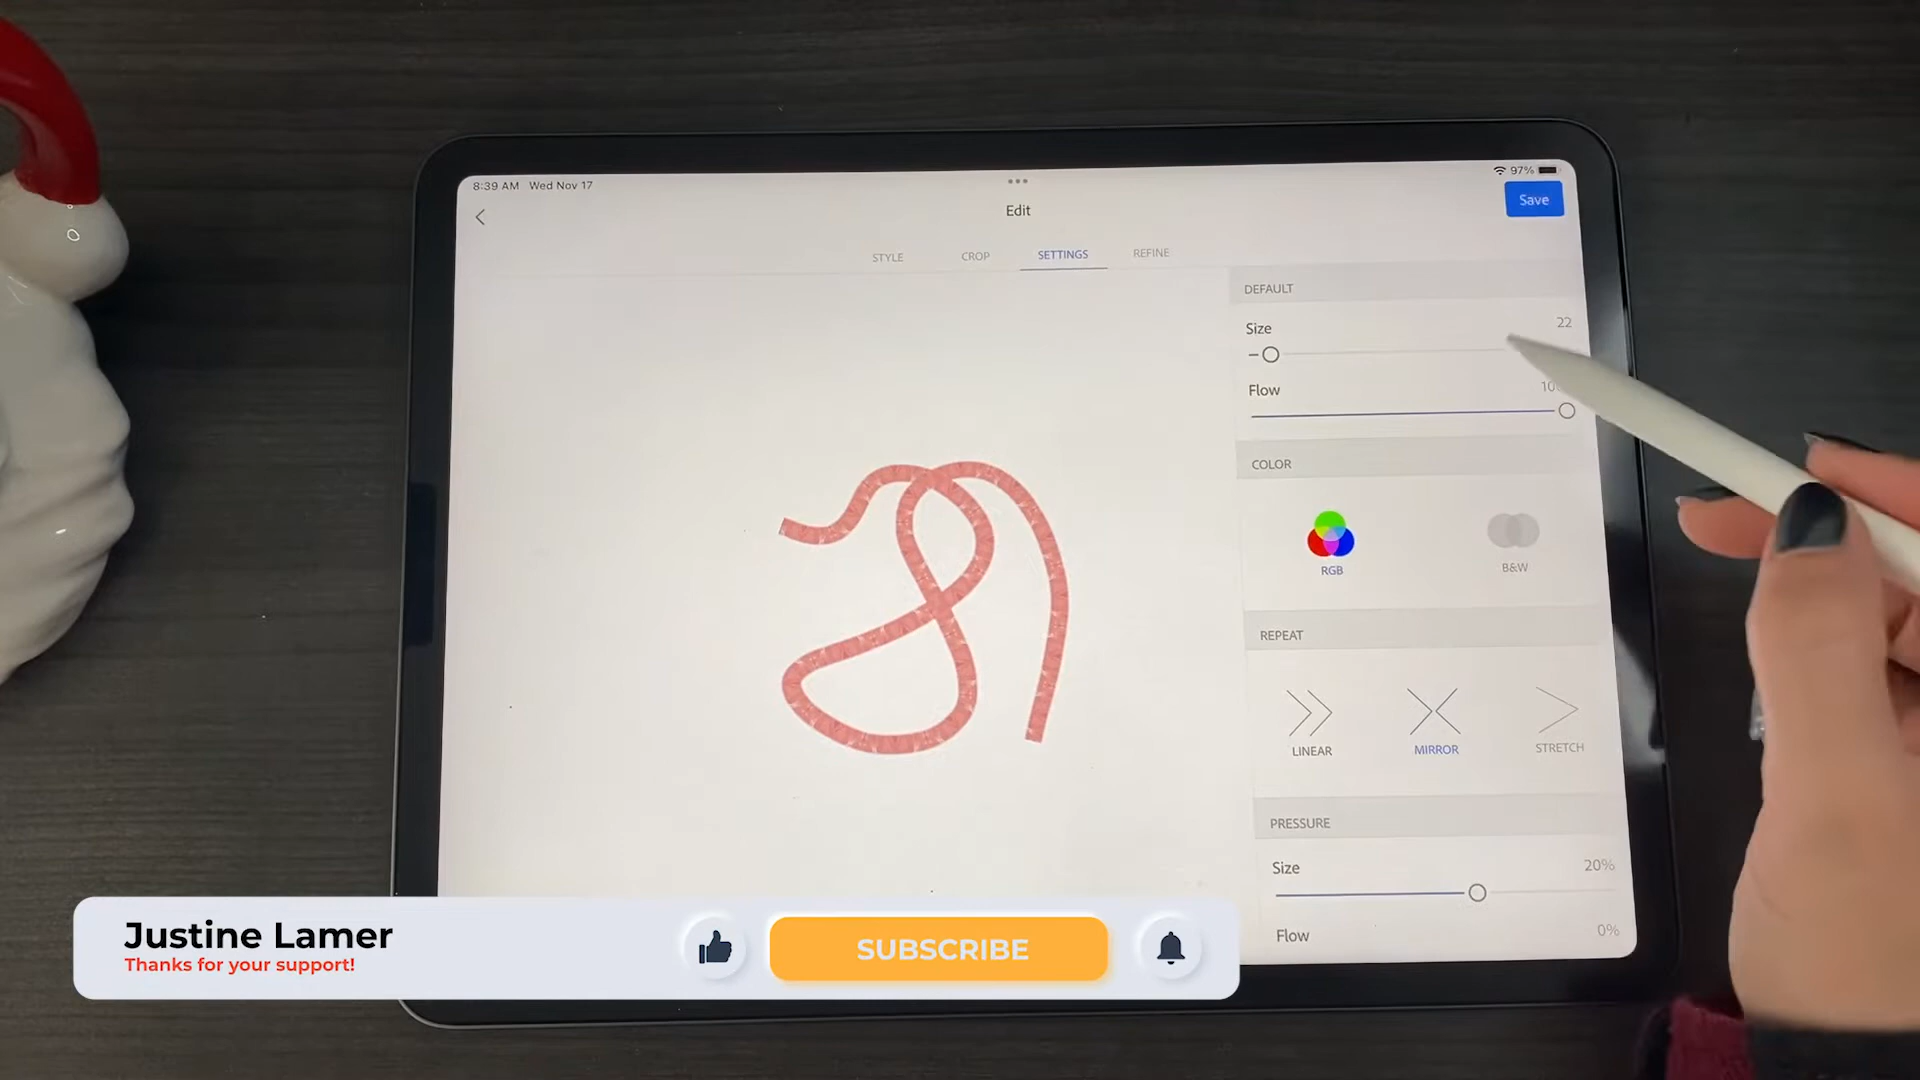 8:39 AM Wed Nov 17
97%
Edit
Save
STYLE CROP SETTINGS REFINE
DEFAULT
Size 22
Flow
COLOR
RGB B&W
REPEAT
LINEAR MIRROR STRETCH
PRESSURE
Size 20%
Flow 0%
Justine Lamer
Thanks for your support!
SUBSCRIBE